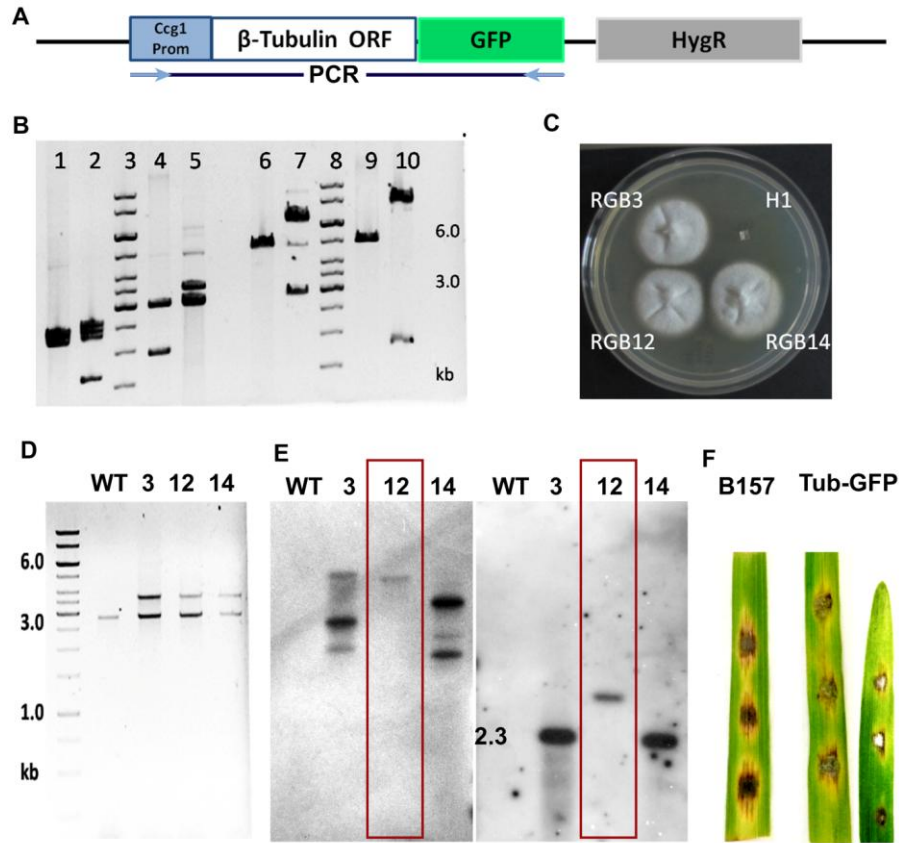 A
Ccg1
Prom
β-Tubulin ORF
GFP
HygR
PCR
B
1 2 3 4 5 6 7 8 9 10
6.0
3.0
kb
C
RGB3 H1
RGB12 RGB14
D
WT 3 12 14
6.0
3.0
1.0
kb
E
WT 3 12 14
WT 3 12 14
2.3
F
B157 Tub-GFP